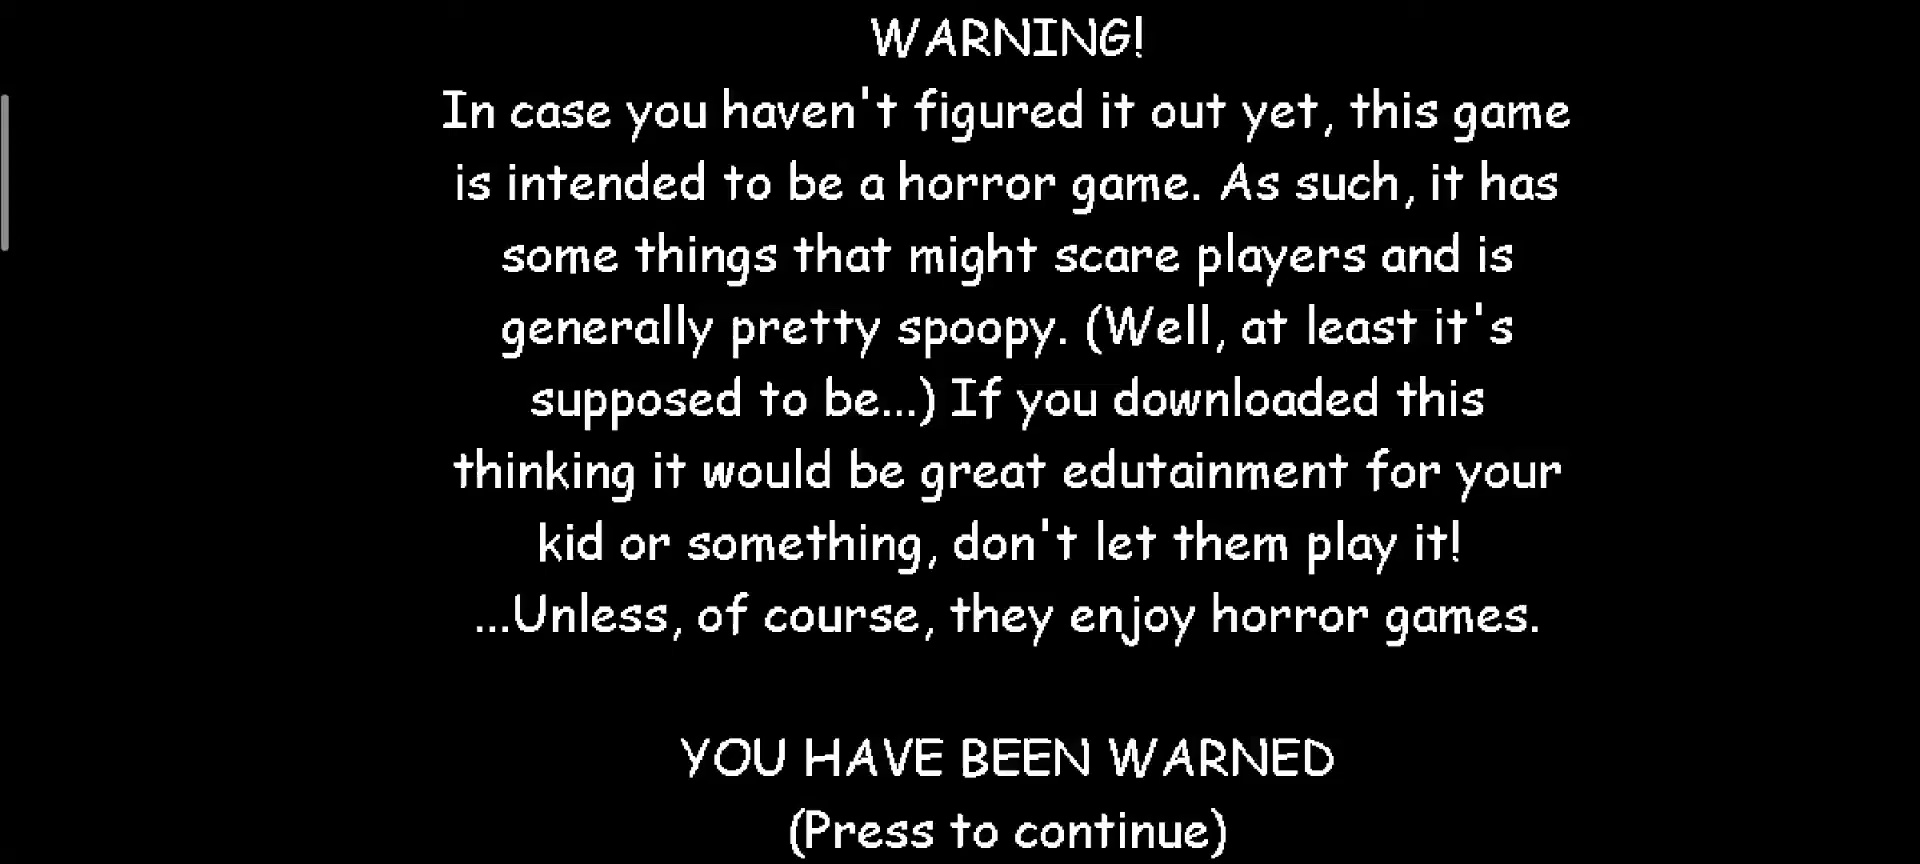 WARNING!
In case you haven't figured it out yet, this game
is intended to be a horror game. As such, it has
some things that might scare players and is
generally pretty spoopy. (Well, at least it's
supposed to be...) If you downloaded this
thinking it would be great edutainment for your
kid or something, don't let them play it!
...Unless, of course, they enjoy horror games.
YOU HAVE BEEN WARNED
(Press to continue)